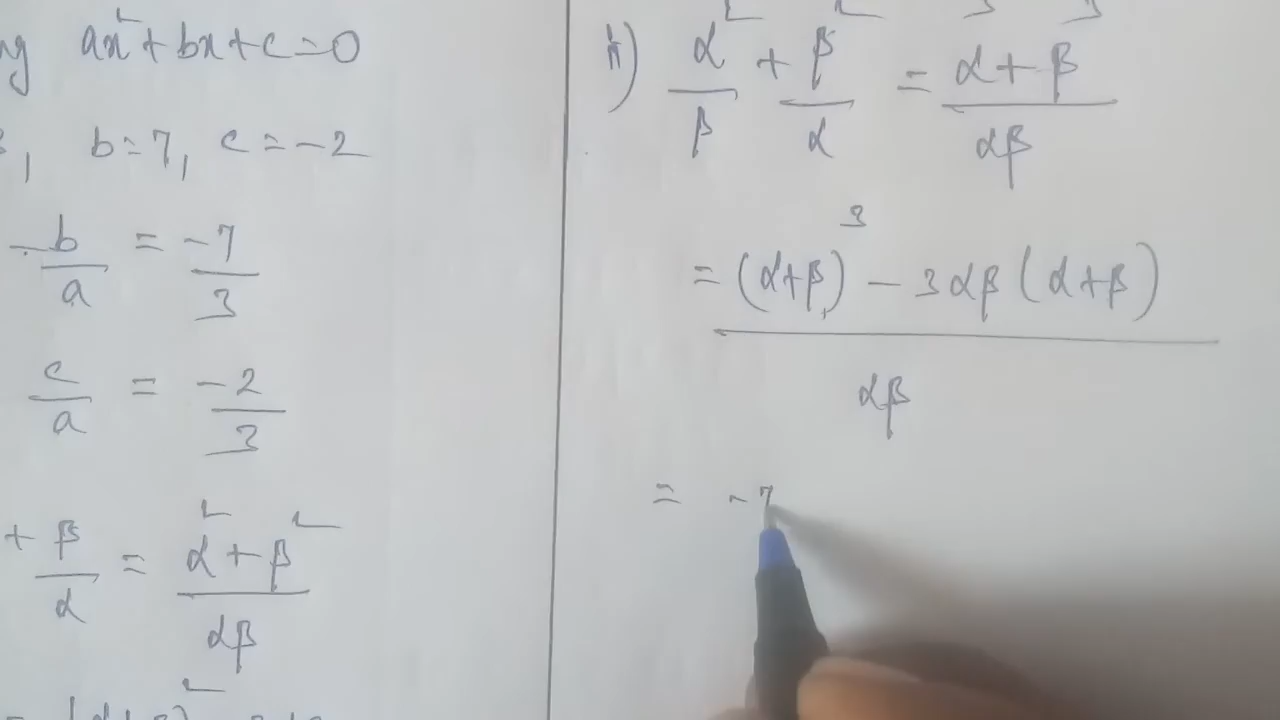 ax² + bx + c = 0
, b = 7, c = -2
-b/a = -7/3
c/a = -2/3
+ β/α = α² + β²/αβ
ii) α²/β + β²/α = α³ + β³/αβ
= (α+β)³ - 3αβ(α+β)/αβ
= -7